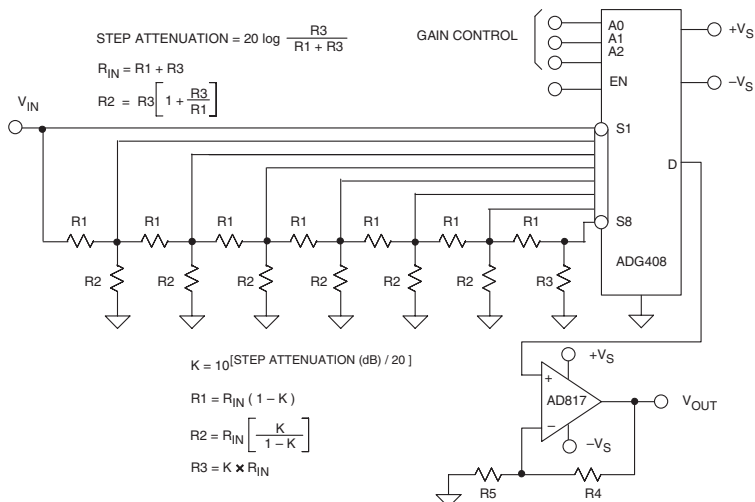 STEP ATTENUATION = 20 log R3 / R1 + R3
R_IN = R1 + R3
R2 = R3[1 + R3/R1]
GAIN CONTROL
A0
A1
A2
EN
+V_S
–V_S
V_IN
S1
D
S8
ADG408
R1 R1 R1 R1 R1 R1 R1
R2 R2 R2 R2 R2 R2 R3
K = 10^[STEP ATTENUATION (dB) / 20 ]
R1 = R_IN ( 1 – K )
R2 = R_IN [ K / 1 – K ]
R3 = K × R_IN
+V_S
+
AD817
–
–V_S
V_OUT
R5 R4